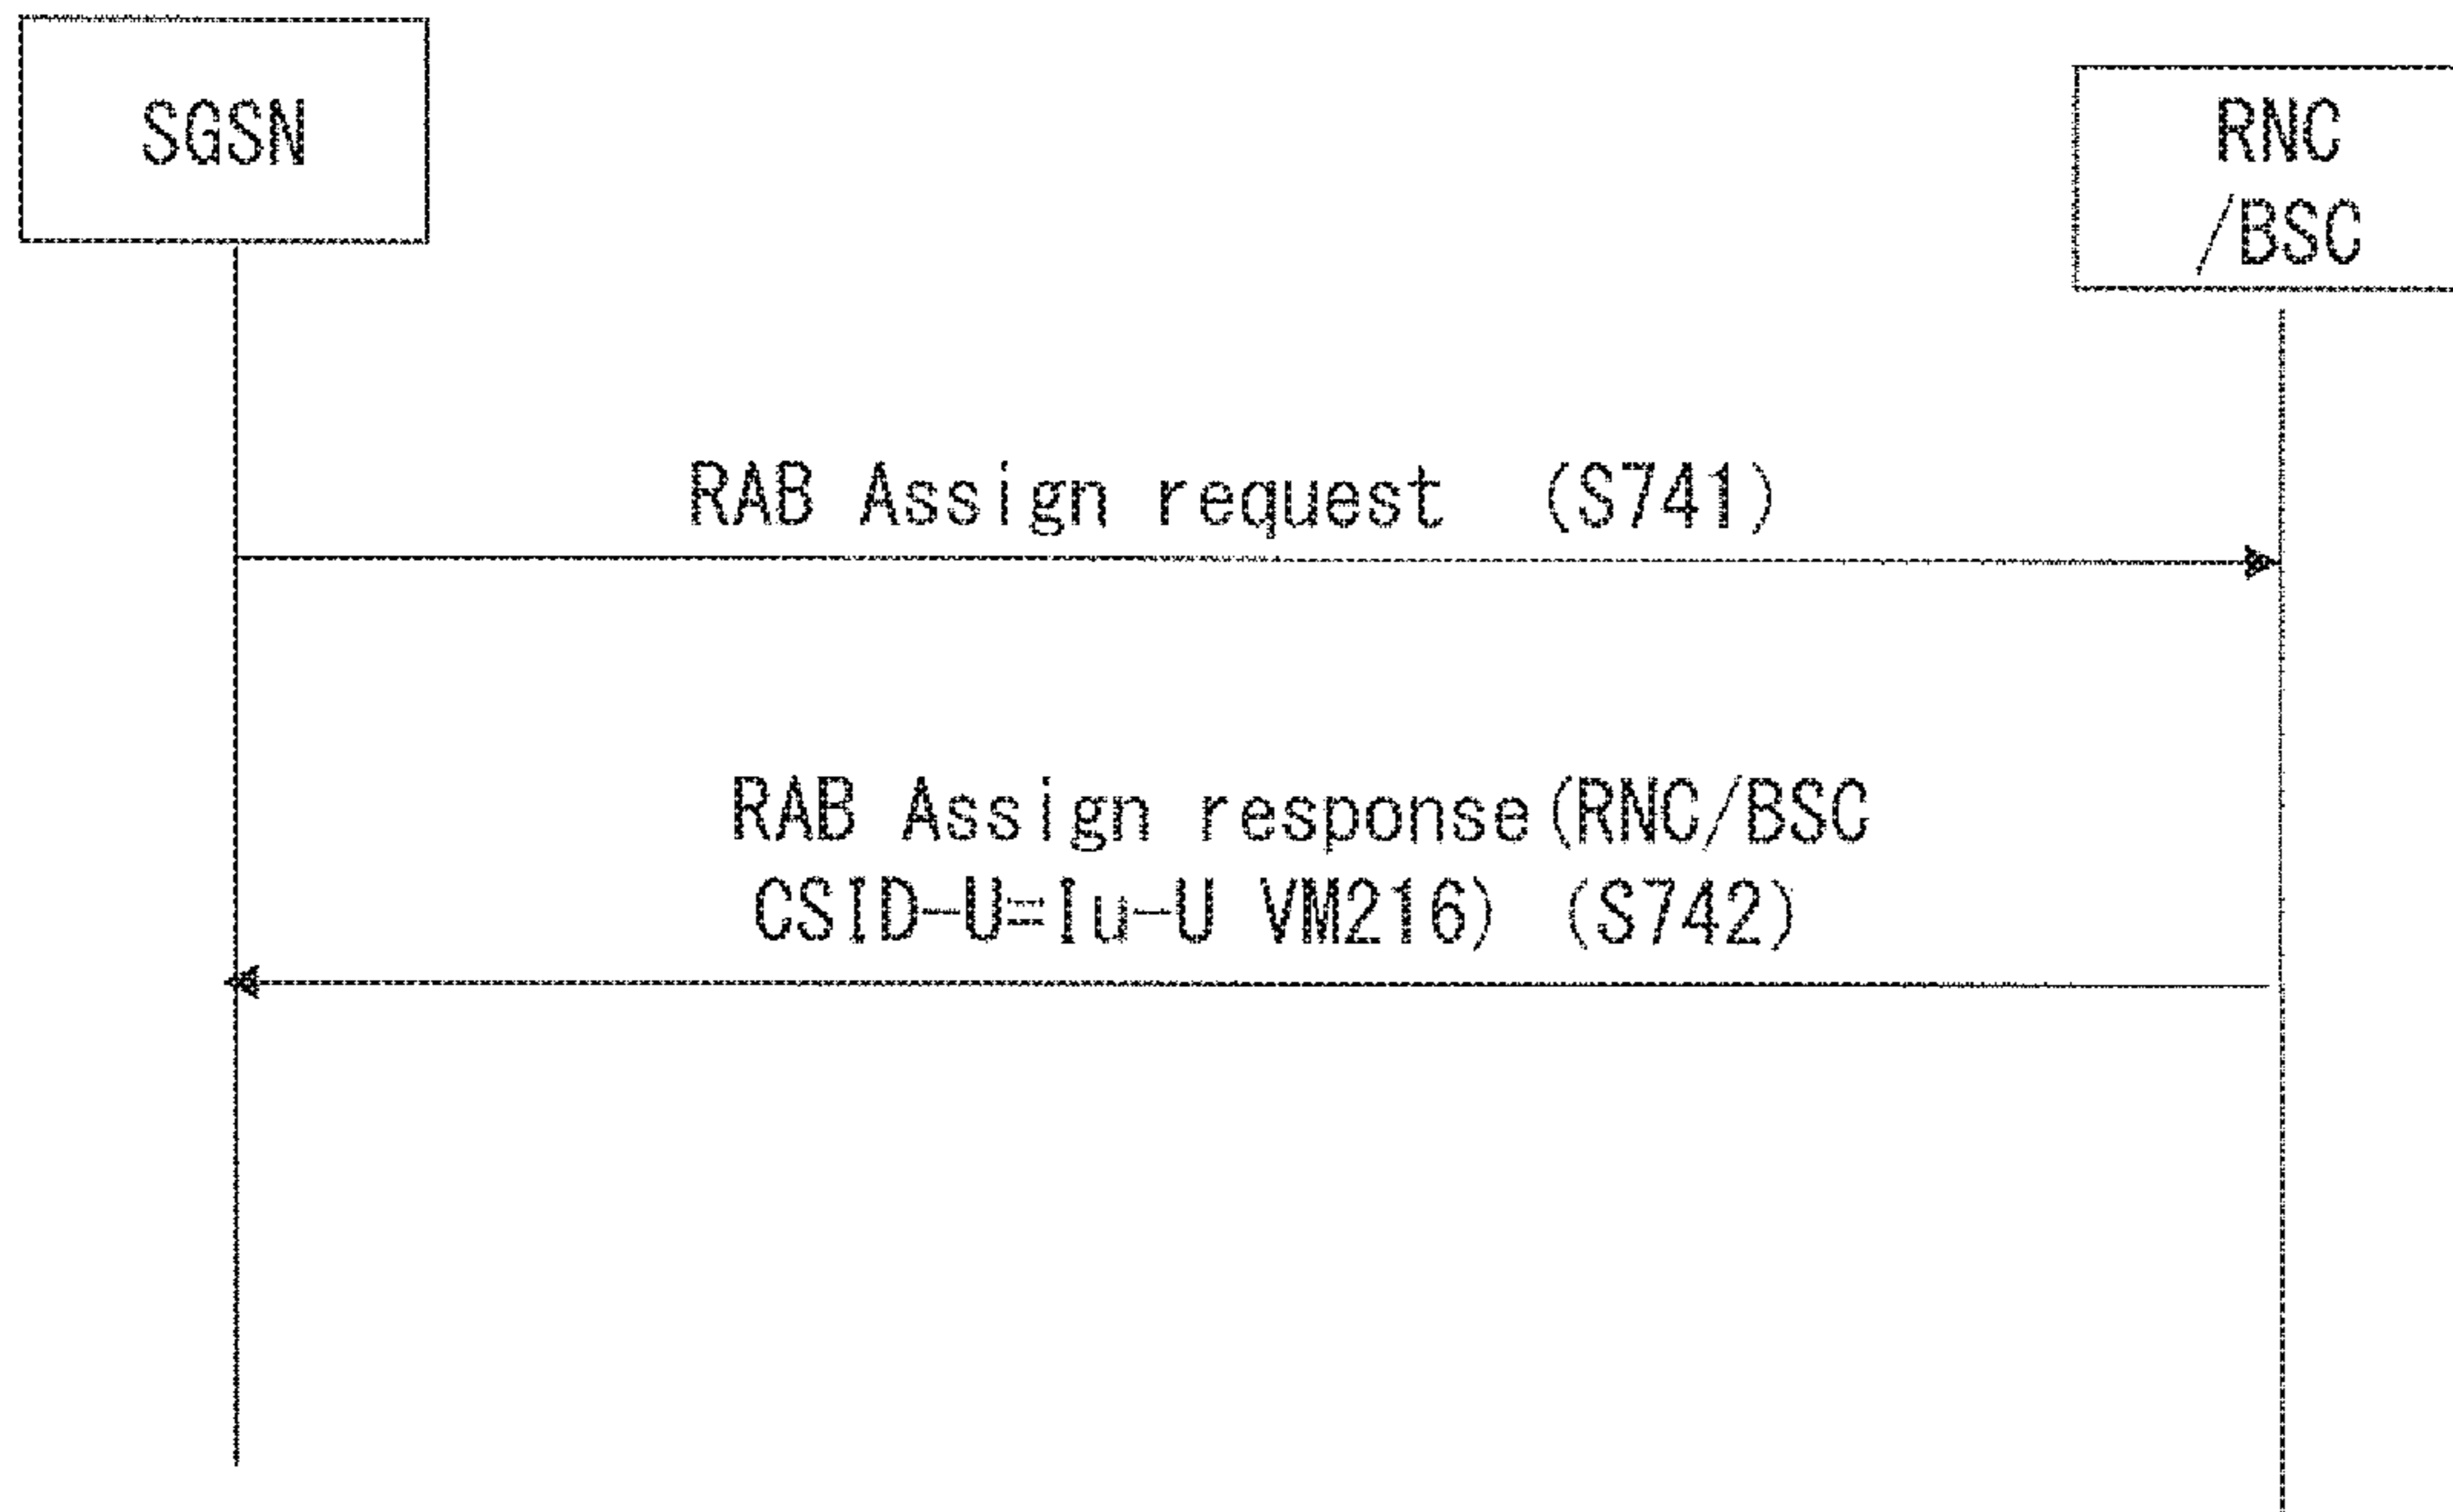 SGSN
RNC
/BSC
RAB Assign request (S741)
RAB Assign response(RNC/BSC
CSID-U=Iu-U VM216) (S742)